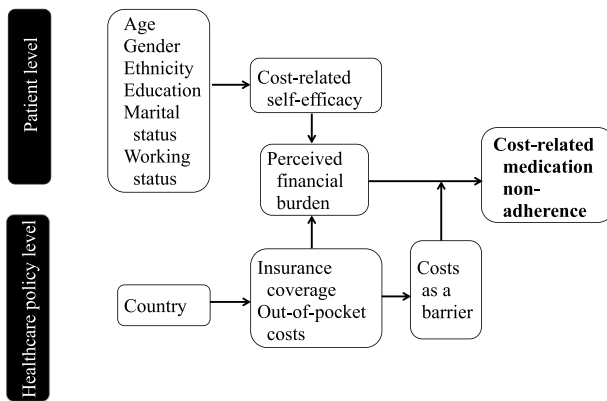 Patient level
Age
Gender
Ethnicity
Education
Marital
status
Working
status
Cost-related
self-efficacy
Perceived
financial
burden
Cost-related
medication
non-
adherence
Healthcare policy level
Country
Insurance
coverage
Out-of-pocket
costs
Costs
as a
barrier